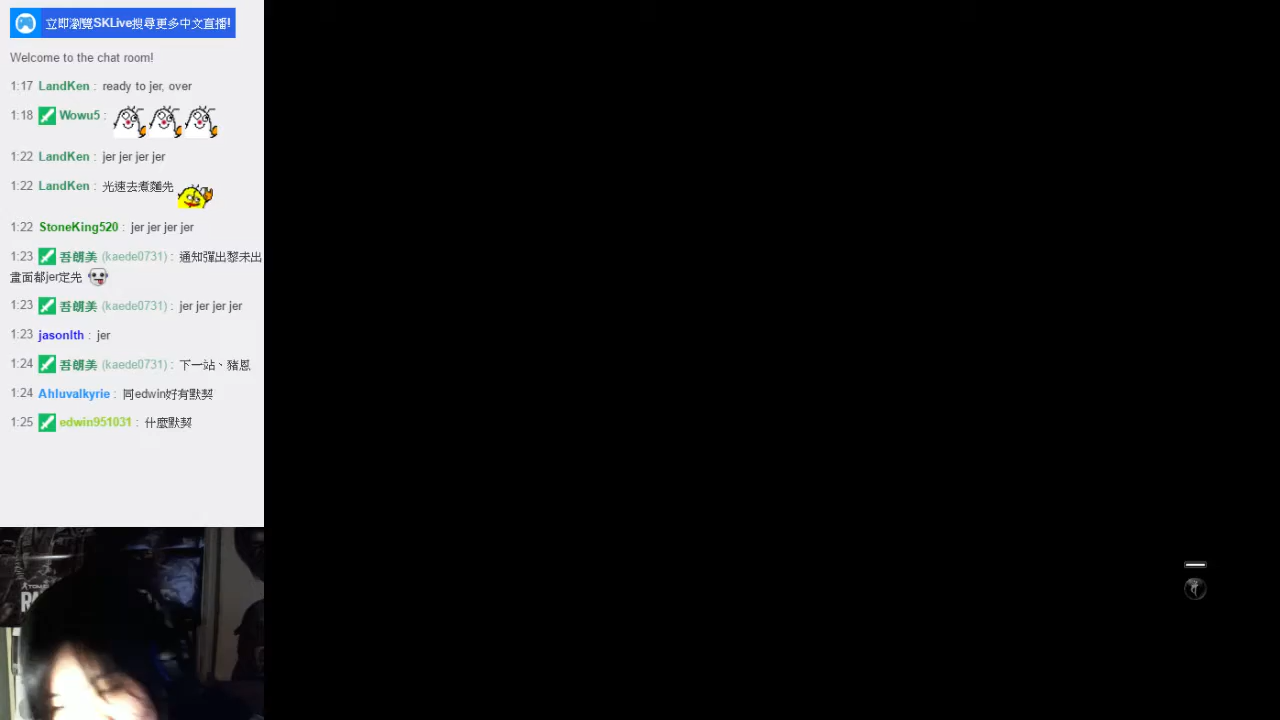 立即瀏覽SKLive搜尋更多中文直播!
Welcome to the chat room!
1:17 LandKen : ready to jer, over
1:18 Wowu5 :
1:22 LandKen : jer jer jer jer
1:22 LandKen : 光速去煮麵先
1:22 StoneKing520 : jer jer jer jer
1:23 吾朗美 (kaede0731) : 通知彈出黎未出
畫面都jer定先
1:23 吾朗美 (kaede0731) : jer jer jer jer
1:23 jasonlth : jer
1:24 吾朗美 (kaede0731) : 下一站、豬恩
1:24 Ahluvalkyrie : 同edwin好有默契
1:25 edwin951031 : 什麼默契